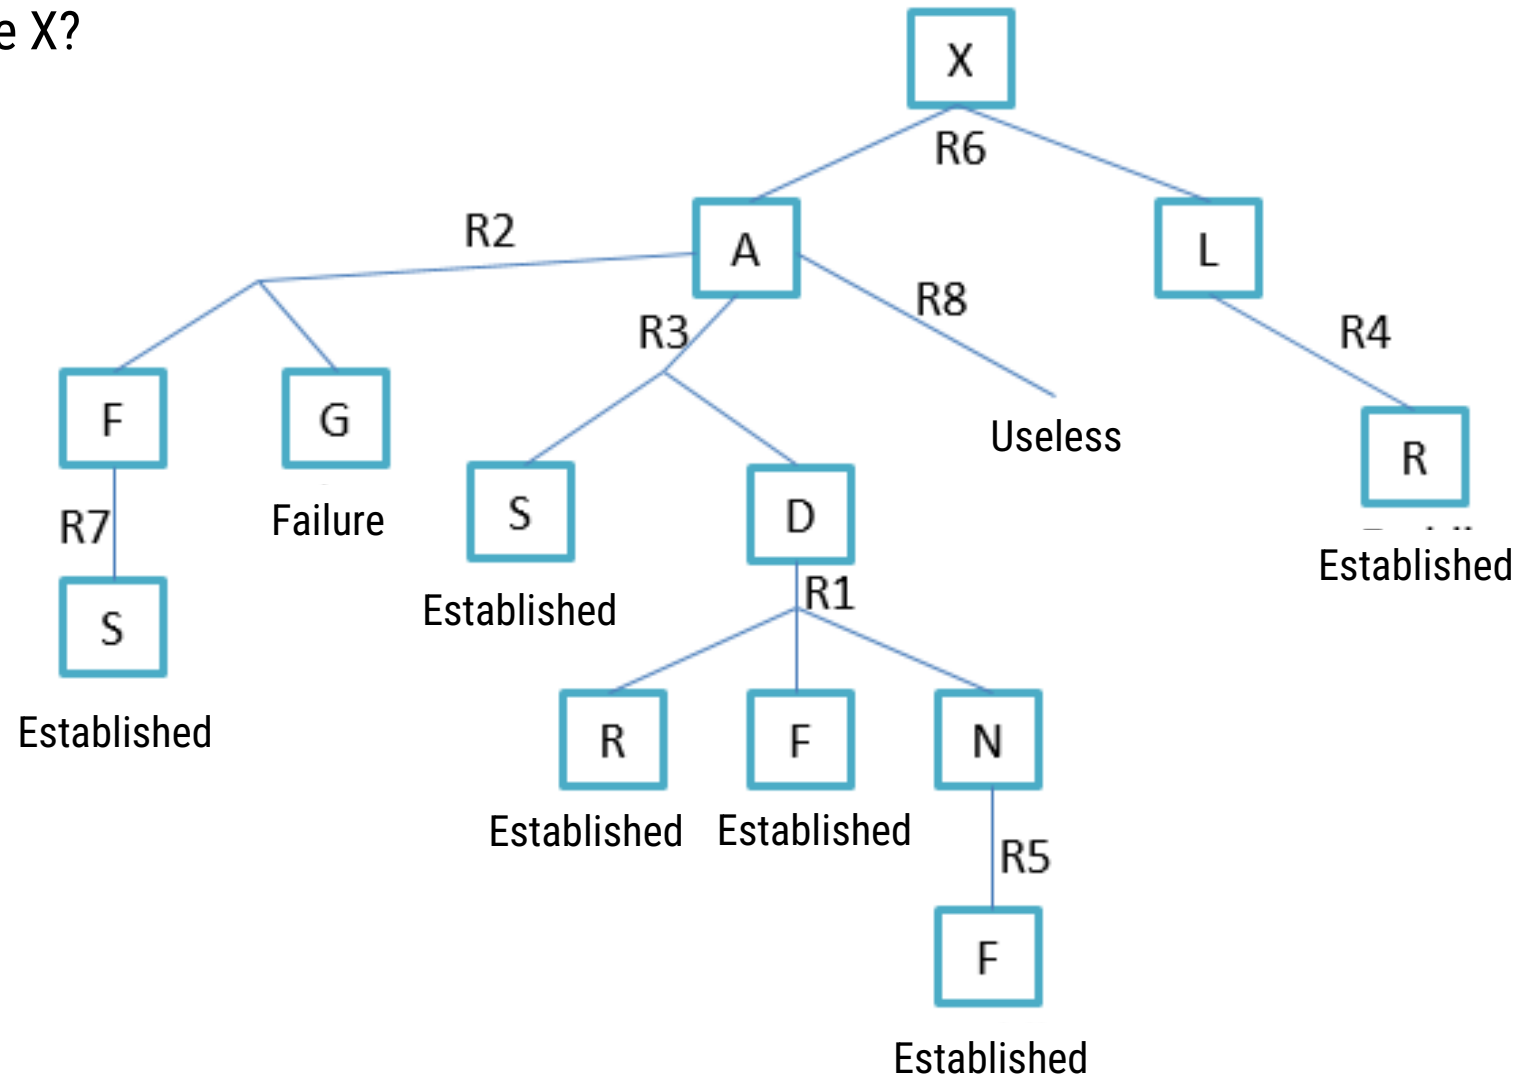 e X?
X
R6
A
L
R2
R3
R8
R4
F
G
S
D
Useless
R
Failure
R7
Established
Established
R1
S
R
F
N
Established
Established
Established
R5
F
Established